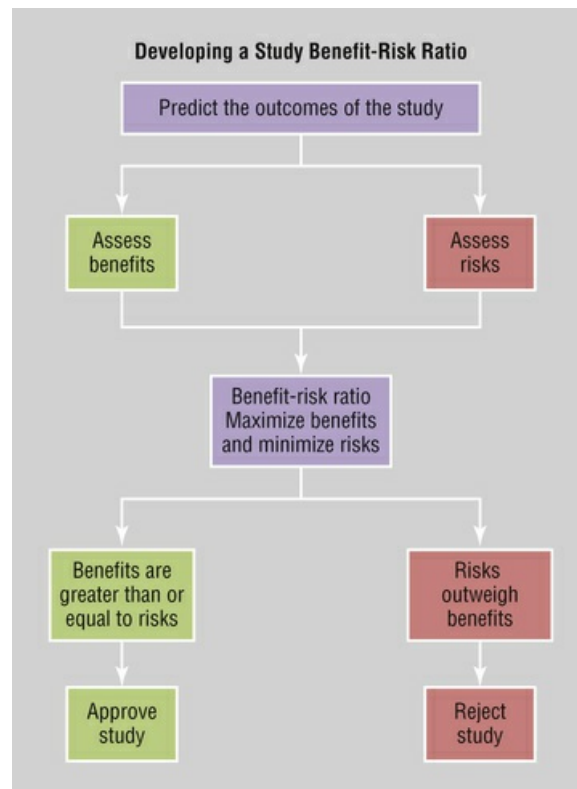 Developing a Study Benefit-Risk Ratio
Predict the outcomes of the study
Assess
benefits
Assess
risks
Benefit-risk ratio
Maximize benefits
and minimize risks
Benefits are
greater than or
equal to risks
Risks
outweigh
benefits
Approve
study
Reject
study